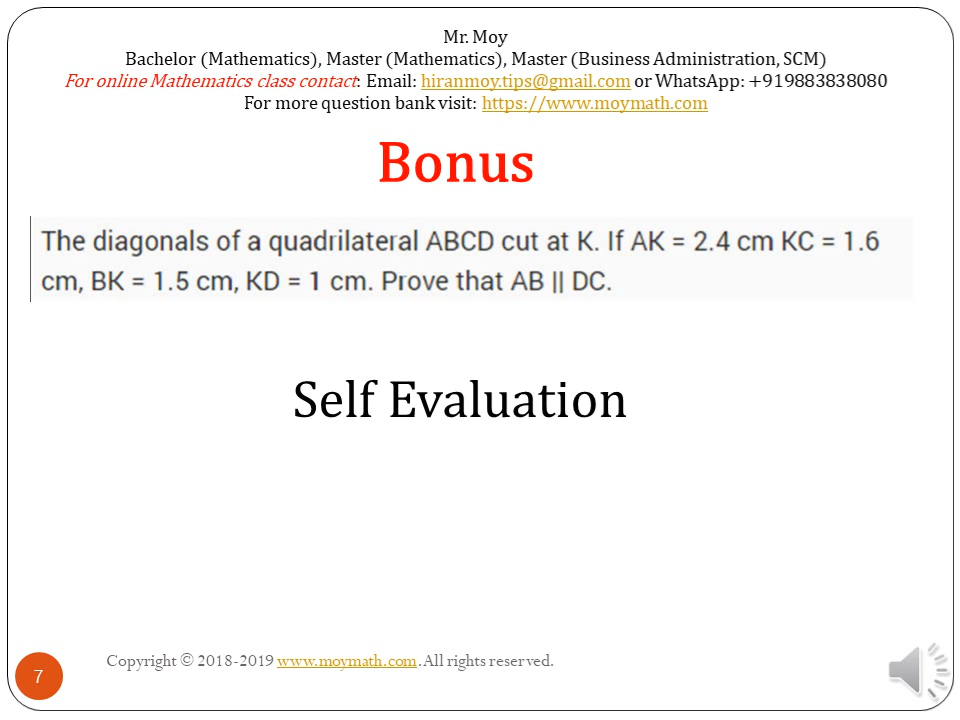 Mr. Moy
Bachelor (Mathematics), Master (Mathematics), Master (Business Administration, SCM)
For online Mathematics class contact: Email: hiranmoy.tips@gmail.com or WhatsApp: +919883838080
For more question bank visit: https://www.moymath.com
Bonus
The diagonals of a quadrilateral ABCD cut at K. If AK = 2.4 cm KC = 1.6
cm, BK = 1.5 cm, KD = 1 cm. Prove that AB || DC.
Self Evaluation
Copyright © 2018-2019 www.moymath.com. All rights reserved.
7